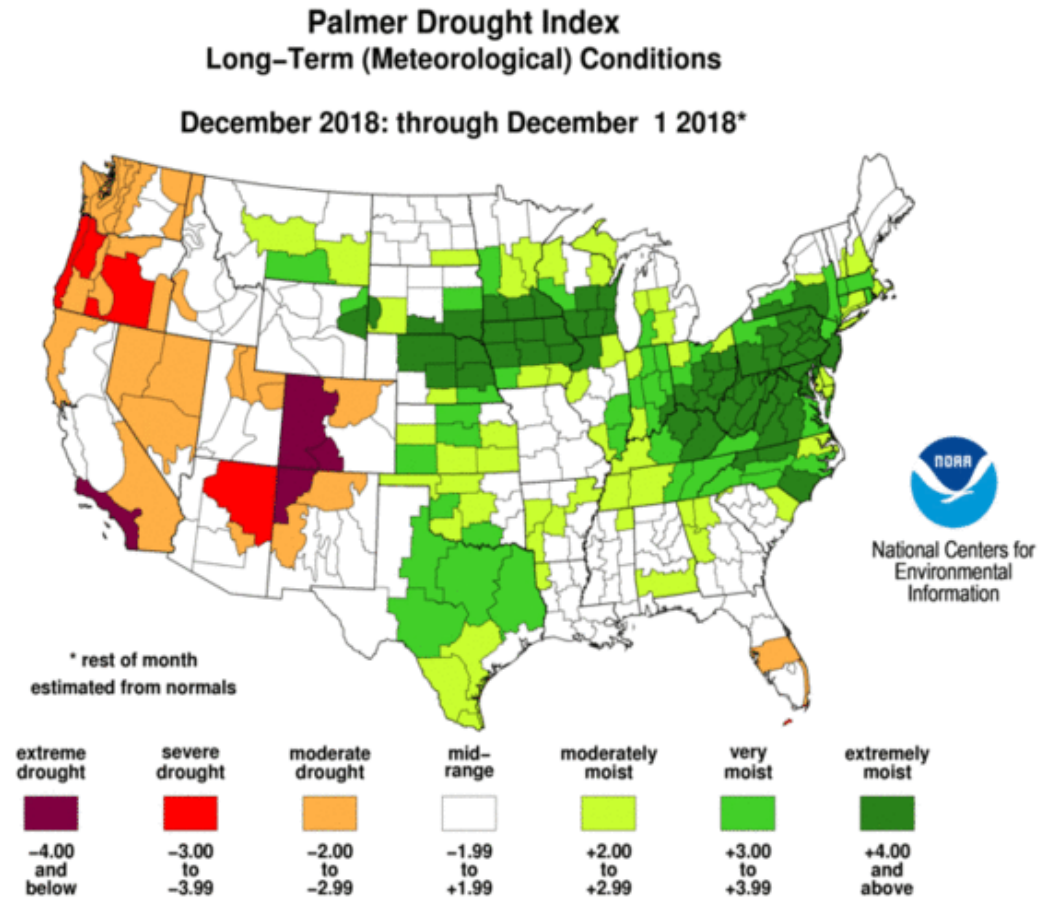 Palmer Drought Index
Long−Term (Meteorological) Conditions
December 2018: through December 1 2018*
NOAA
National Centers for
Environmental
Information
* rest of month
estimated from normals
extreme
drought
severe
drought
moderate
drought
mid−
range
moderately
moist
very
moist
extremely
moist
−4.00
and
below
−3.00
to
−3.99
−2.00
to
−2.99
−1.99
to
+1.99
+2.00
to
+2.99
+3.00
to
+3.99
+4.00
and
above